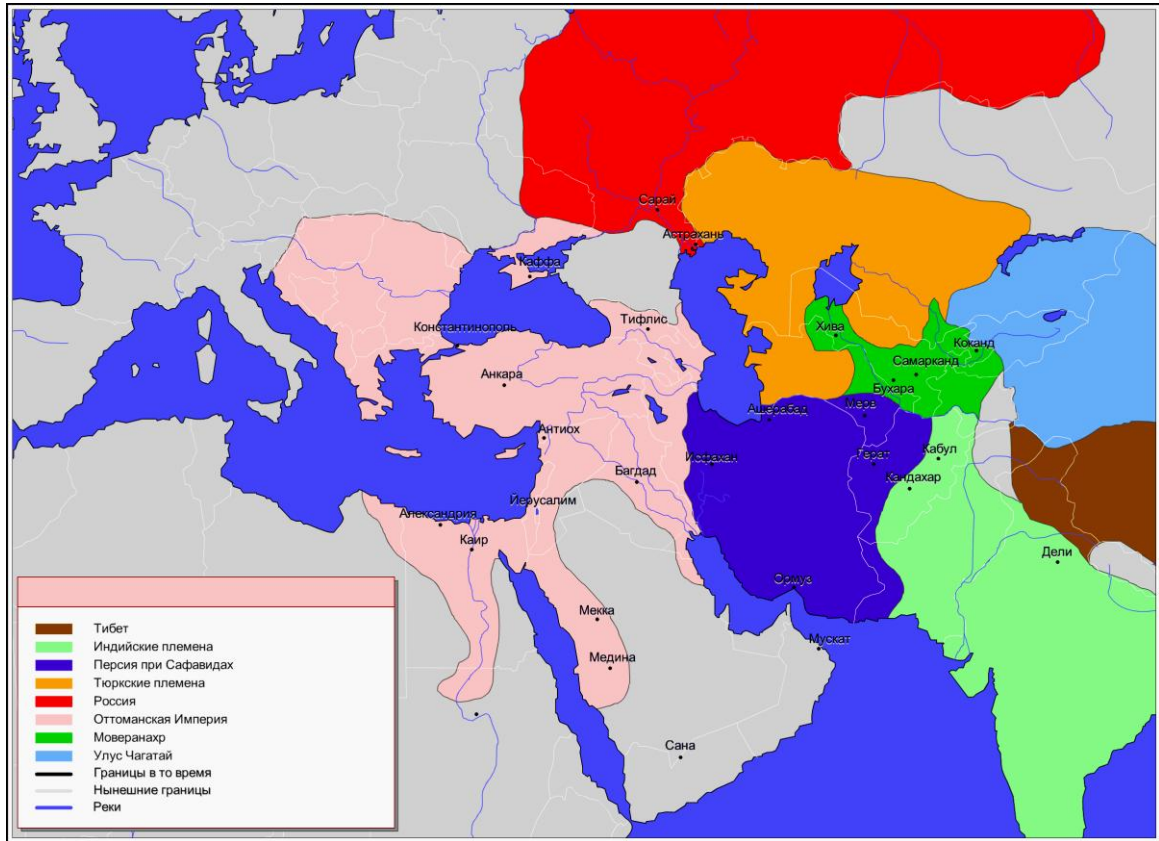 Сарай
Астрахань
Каффа
Константинополь
Тифлис
Хива
Коканд
Самарканд
Бухара
Анкара
Ашерабад
Мерв
Антиох
Исфахан
Герат
Кабул
Багдад
Кандахар
Йерусалим
Александрия
Каир
Дели
Ормуз
Мекка
Мускат
Медина
Сана
Тибет
Индийские племена
Персия при Сафавидах
Тюркские племена
Россия
Оттоманская Империя
Моверанахр
Улус Чагатай
Границы в то время
Нынешние границы
Реки